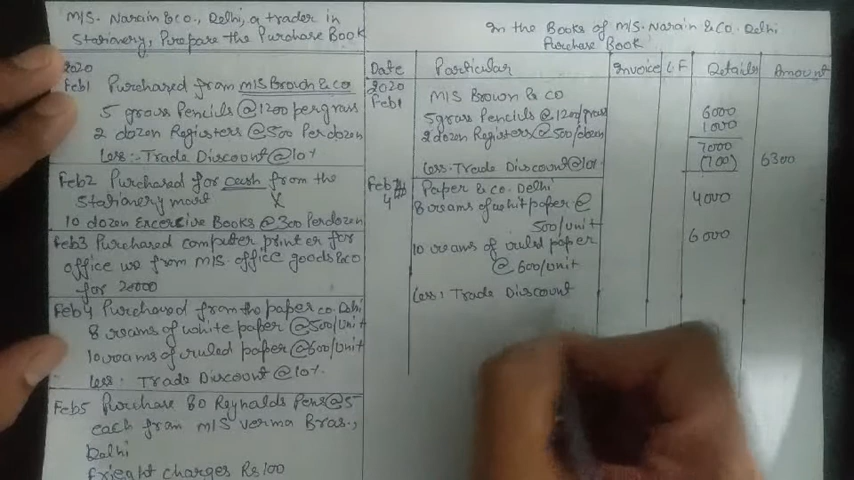 M/S. Narain & co., Delhi, a trader in
Stationery, Prepare the Purchase Book
2020
Feb1 Purchased from M/S Brown & co
5 gross Pencils @ 1200 per gross
2 dozen Registers @ 500 Per dozen
Less :- Trade Discount @ 10%
Feb2 Purchased for cash from the
Stationery mart X
10 dozen Excersive Books @ 300 Per dozen
Feb3 Purchased computer printer for
office use from M/S. office goods & co
for 20000
Feb4 Purchased from the paper co. Delhi
8 reams of white paper @ 500/Unit
10 reams of ruled paper @ 600/Unit
Less: Trade Discount @ 10%
Feb5 Purchase 60 Reynalds Pens @ 5
each from M/S Verma Bros.,
Delhi
Frieght charges Rs 100
In the Books of M/S. Narain & Co. Delhi
Purchase Book
Date Particular Invoice L.F Details Amount
2020
Feb1 M/S Brown & CO
5 gross Pencils @ 1200/gross 6000
2 dozen Registers @ 500/dozen 1000
7000
Less: Trade Discount @ 10% (700) 6300
Feb
4 Paper & co. Delhi
8 reams of whit paper @ 4000
500/unit
10 reams of ruled paper 6000
@ 600/unit
Less: Trade Discount